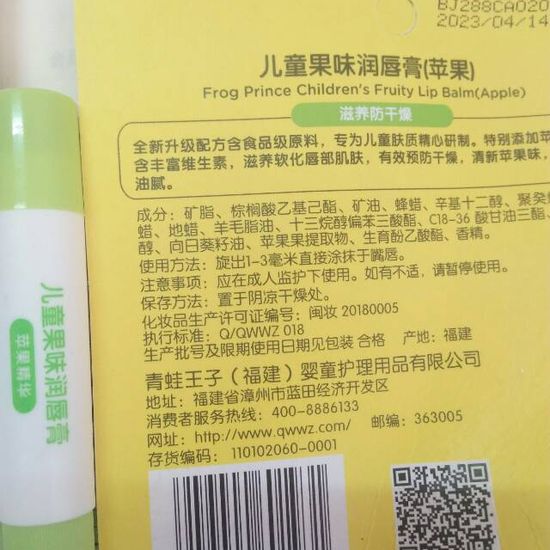 BJ288CA020
2023/04/14
儿童果味润唇膏(苹果)
Frog Prince Children's Fruity Lip Balm(Apple)
滋养防干燥
全新升级配方含食品级原料，专为儿童肤质精心研制。特别添加苹
含丰富维生素，滋养软化唇部肌肤，有效预防干燥，清新苹果味，
油腻。
成分：矿脂、棕榈酸乙基己酯、矿油、蜂蜡、辛基十二醇、聚癸
蜡、地蜡、羊毛脂油、十三烷醇偏苯三酸酯、C18-36 酸甘油三酯、
醇、向日葵籽油、苹果果提取物、生育酚乙酸酯、香精。
使用方法：旋出1-3毫米直接涂抹于嘴唇。
注意事项：应在成人监护下使用。如有不适，请暂停使用。
保存方法：置于阴凉干燥处。
化妆品生产许可证编号：闽妆 20180005
执行标准：Q/QWWZ 018
生产批号及限期使用日期见包装 合格 产地：福建
青蛙王子（福建）婴童护理用品有限公司
地址：福建省漳州市蓝田经济开发区
消费者服务热线：400-8886133
网址：http://www.qwwz.com/ 邮编：363005
存货编码：110102060-0001
儿童果味润唇膏
苹果精华